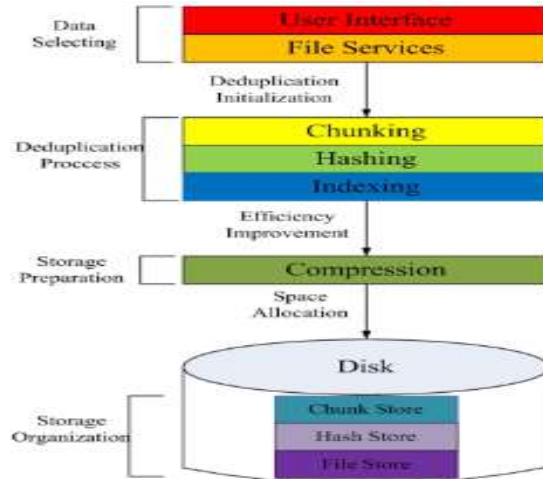 Data
Selecting
User Interface
File Services
Deduplication
Initialization
Deduplication
Proccess
Chunking
Hashing
Indexing
Efficiency
Improvement
Storage
Preparation
Compression
Space
Allocation
Disk
Storage
Organization
Chunk Store
Hash Store
File Store